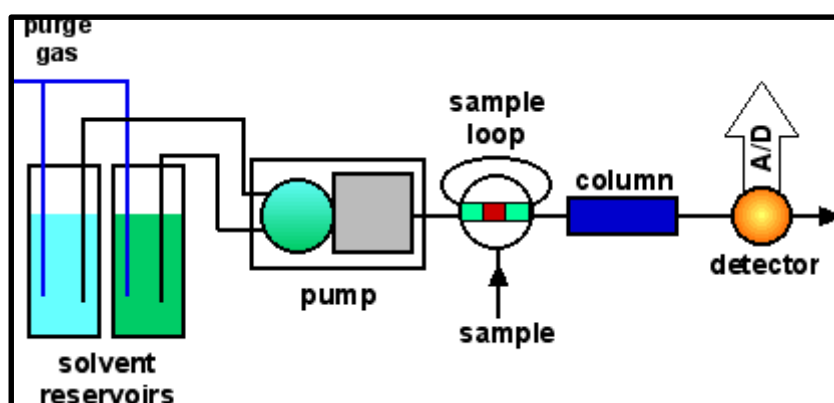 purge
gas
sample
loop
A/D
column
detector
pump
sample
solvent
reservoirs